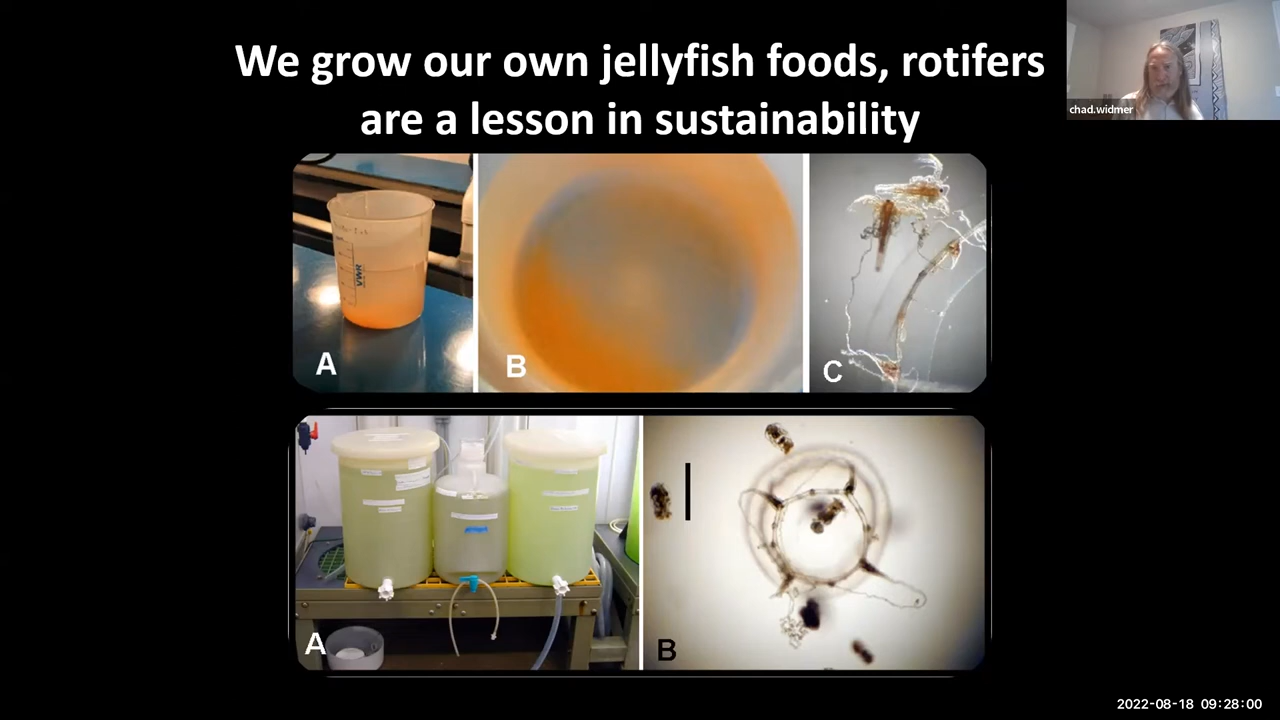 We grow our own jellyfish foods, rotifers
are a lesson in sustainability
chad.widmer
VWR
A
B
C
A
B
2022-08-18 09:28:00